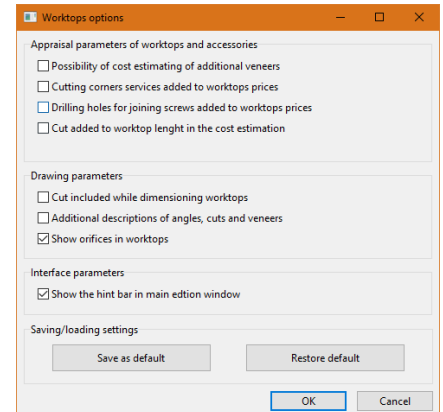 Worktops options
Appraisal parameters of worktops and accessories
Possibility of cost estimating of additional veneers
Cutting corners services added to worktops prices
Drilling holes for joining screws added to worktops prices
Cut added to worktop lenght in the cost estimation
Drawing parameters
Cut included while dimensioning worktops
Additional descriptions of angles, cuts and veneers
Show orifices in worktops
Interface parameters
Show the hint bar in main edtion window
Saving/loading settings
Save as default Restore default
OK Cancel